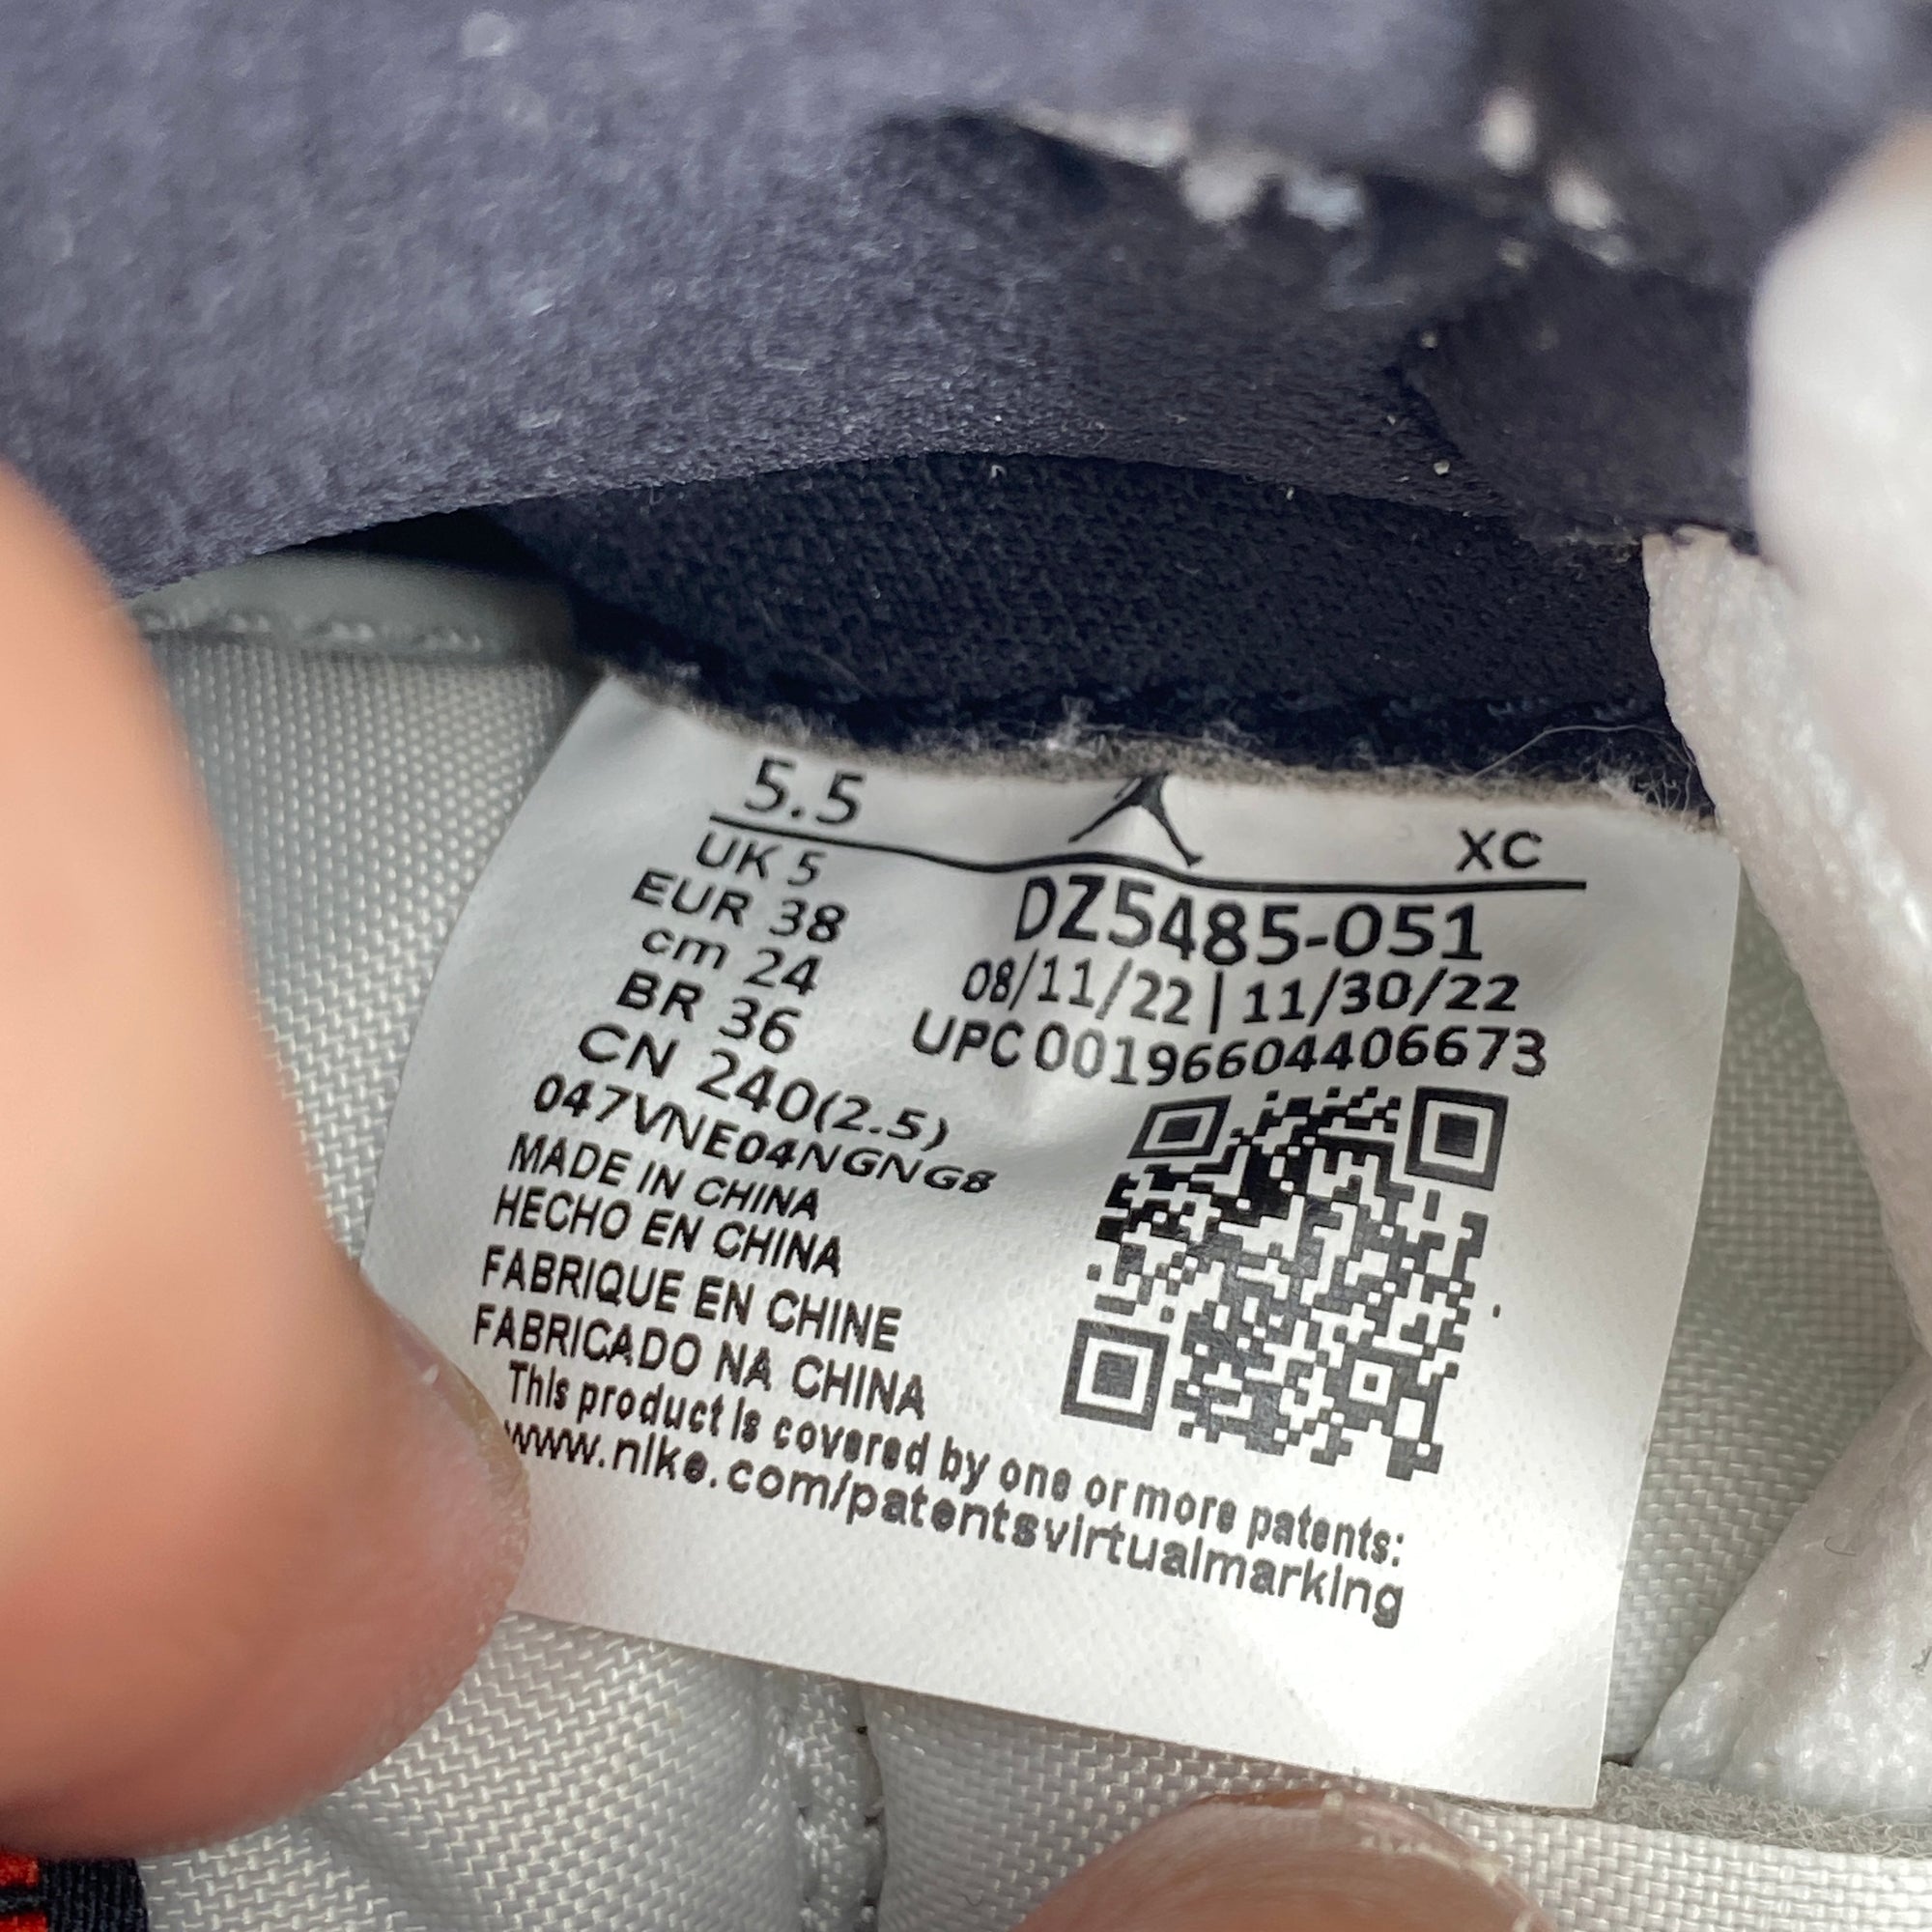 5.5
XC
UK 5
EUR 38
cm 24
BR 36
CN 240(2.5)
047VNE04NGNG8
MADE IN CHINA
HECHO EN CHINA
FABRIQUE EN CHINE
FABRICADO NA CHINA
DZ5485-051
08/11/22 | 11/30/22
UPC 00196604406673
This product is covered by one or more patents:
www.nike.com/patentsvirtualmarking